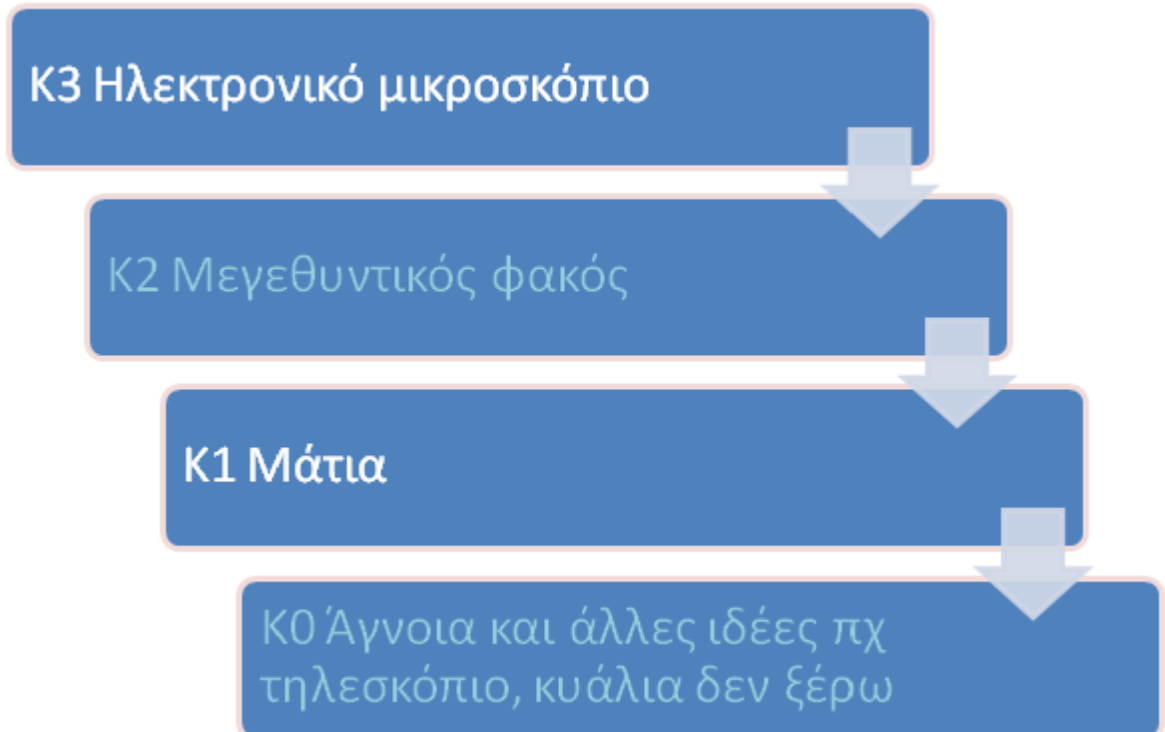 Κ3 Ηλεκτρονικό μικροσκόπιο
Κ2 Μεγεθυντικός φακός
Κ1 Μάτια
Κ0 Άγνοια και άλλες ιδέες πχ
τηλεσκόπιο, κυάλια δεν ξέρω